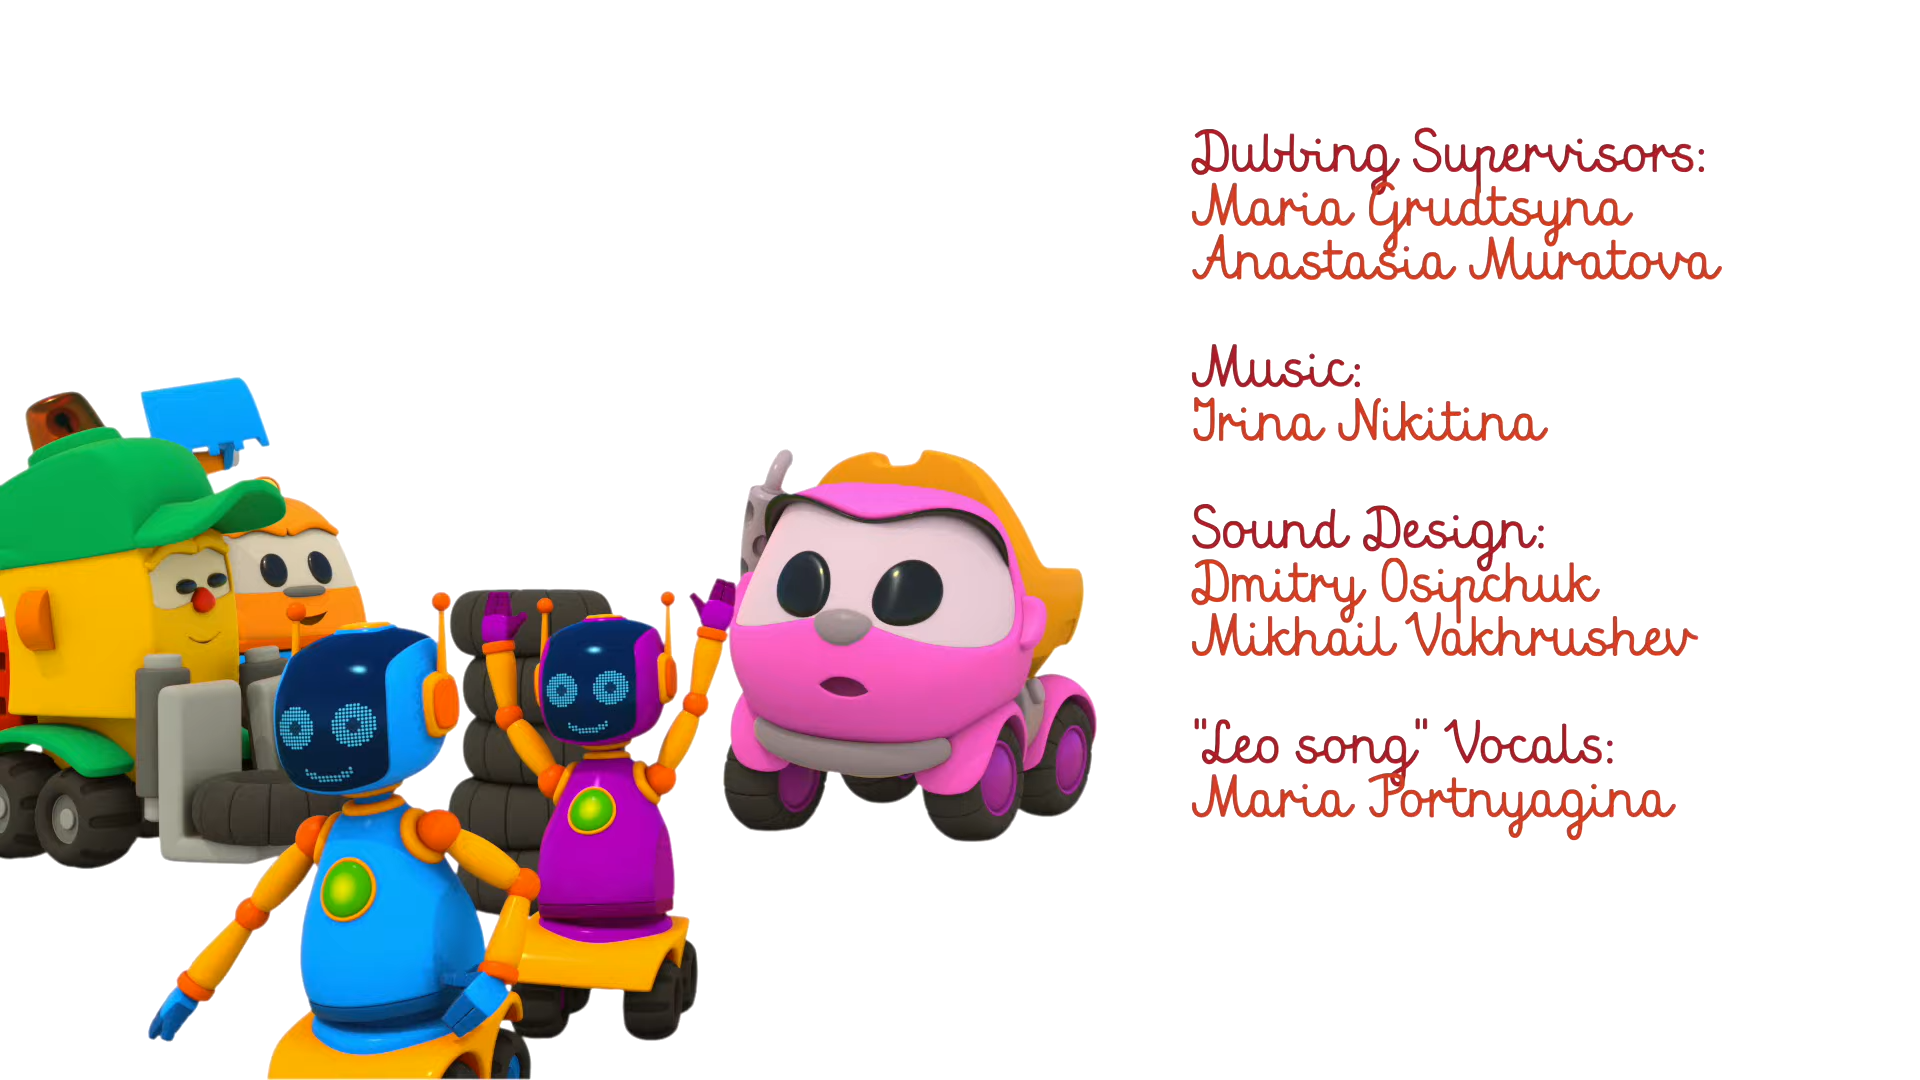 Dubbing Supervisors:
Maria Grudtsyna
Anastasia Muratova
Music:
Irina Nikitina
Sound Design:
Dmitry Osipchuk
Mikhail Vakhrushev
"Leo song" Vocals:
Maria Portnyagina